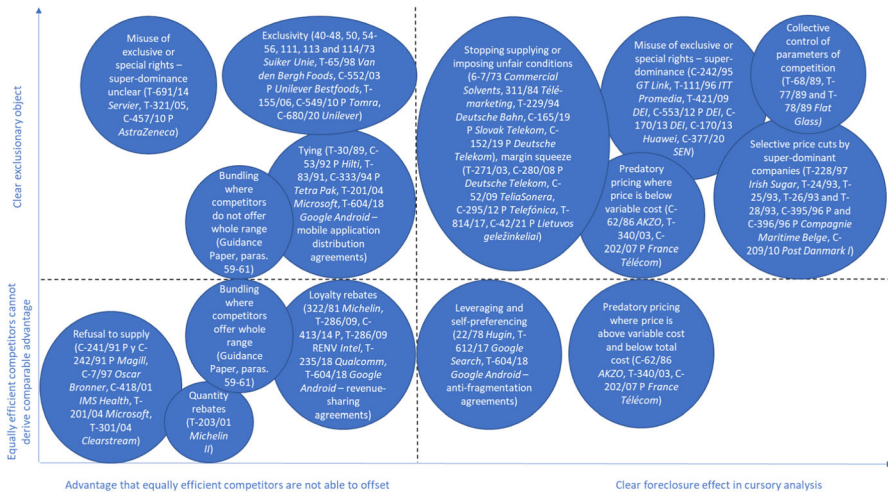 Clear exclusionary object
Equally efficient competitors cannot
derive comparable advantage
Misuse of
exclusive or
special rights –
super-dominance
unclear (T-691/14
Servier, T-321/05,
C-457/10 P
AstraZeneca)
Exclusivity (40-48, 50, 54-
56, 111, 113 and 114/73
Suiker Unie, T-65/98 Van
den Bergh Foods, C-552/03
P Unilever Bestfoods, T-
155/06, C-549/10 P Tomra,
C-680/20 Unilever)
Tying (T-30/89, C-
53/92 P Hilti, T-
83/91, C-333/94 P
Tetra Pak, T-201/04
Microsoft, T-604/18
Google Android –
mobile application
distribution
agreements)
Bundling
where
competitors
do not offer
whole range
(Guidance
Paper, paras.
59-61)
Stopping supplying or
imposing unfair conditions
(6-7/73 Commercial
Solvents, 311/84 Télé-
marketing, T-229/94
Deutsche Bahn, C-165/19
P Slovak Telekom, C-
152/19 P Deutsche
Telekom), margin squeeze
(T-271/03, C-280/08 P
Deutsche Telekom, C-
52/09 TeliaSonera,
C-295/12 P Telefónica, T-
814/17, C-42/21 P Lietuvos
geležinkeliai)
Misuse of exclusive or
special rights – super-
dominance (C-242/95
GT Link, T-111/96 ITT
Promedia, T-421/09
DEI, C-553/12 P DEI, C-
170/13 DEI, C-170/13
Huawei, C-377/20
SEN)
Collective
control of
parameters of
competition
(T-68/89, T-
77/89 and T-
78/89 Flat
Glass)
Predatory
pricing where
price is below
variable cost (C-
62/86 AKZO, T-
340/03, C-
202/07 P France
Télécom)
Selective price cuts by
super-dominant
companies (T-228/97
Irish Sugar, T-24/93, T-
25/93, T-26/93 and T-
28/93, C-395/96 P and
C-396/96 P Compagnie
Maritime Belge, C-
209/10 Post Danmark I)
Refusal to supply
(C-241/91 P y C-
242/91 P Magill,
C-7/97 Oscar
Bronner, C-418/01
IMS Health, T-
201/04 Microsoft,
T-301/04
Clearstream)
Bundling
where
competitors
offer whole
range
(Guidance
Paper, paras.
59-61)
Quantity
rebates
(T-203/01
Michelin
II)
Loyalty rebates
(322/81 Michelin,
T-286/09, C-
413/14 P, T-286/09
RENV Intel, T-
235/18 Qualcomm,
T-604/18 Google
Android – revenue-
sharing
agreements)
Leveraging and
self-preferencing
(22/78 Hugin, T-
612/17 Google
Search, T-604/18
Google Android –
anti-fragmentation
agreements)
Predatory pricing
where price is
above variable cost
and below total
cost (C-62/86
AKZO, T-340/03, C-
202/07 P France
Télécom)
Advantage that equally efficient competitors are not able to offset
Clear foreclosure effect in cursory analysis